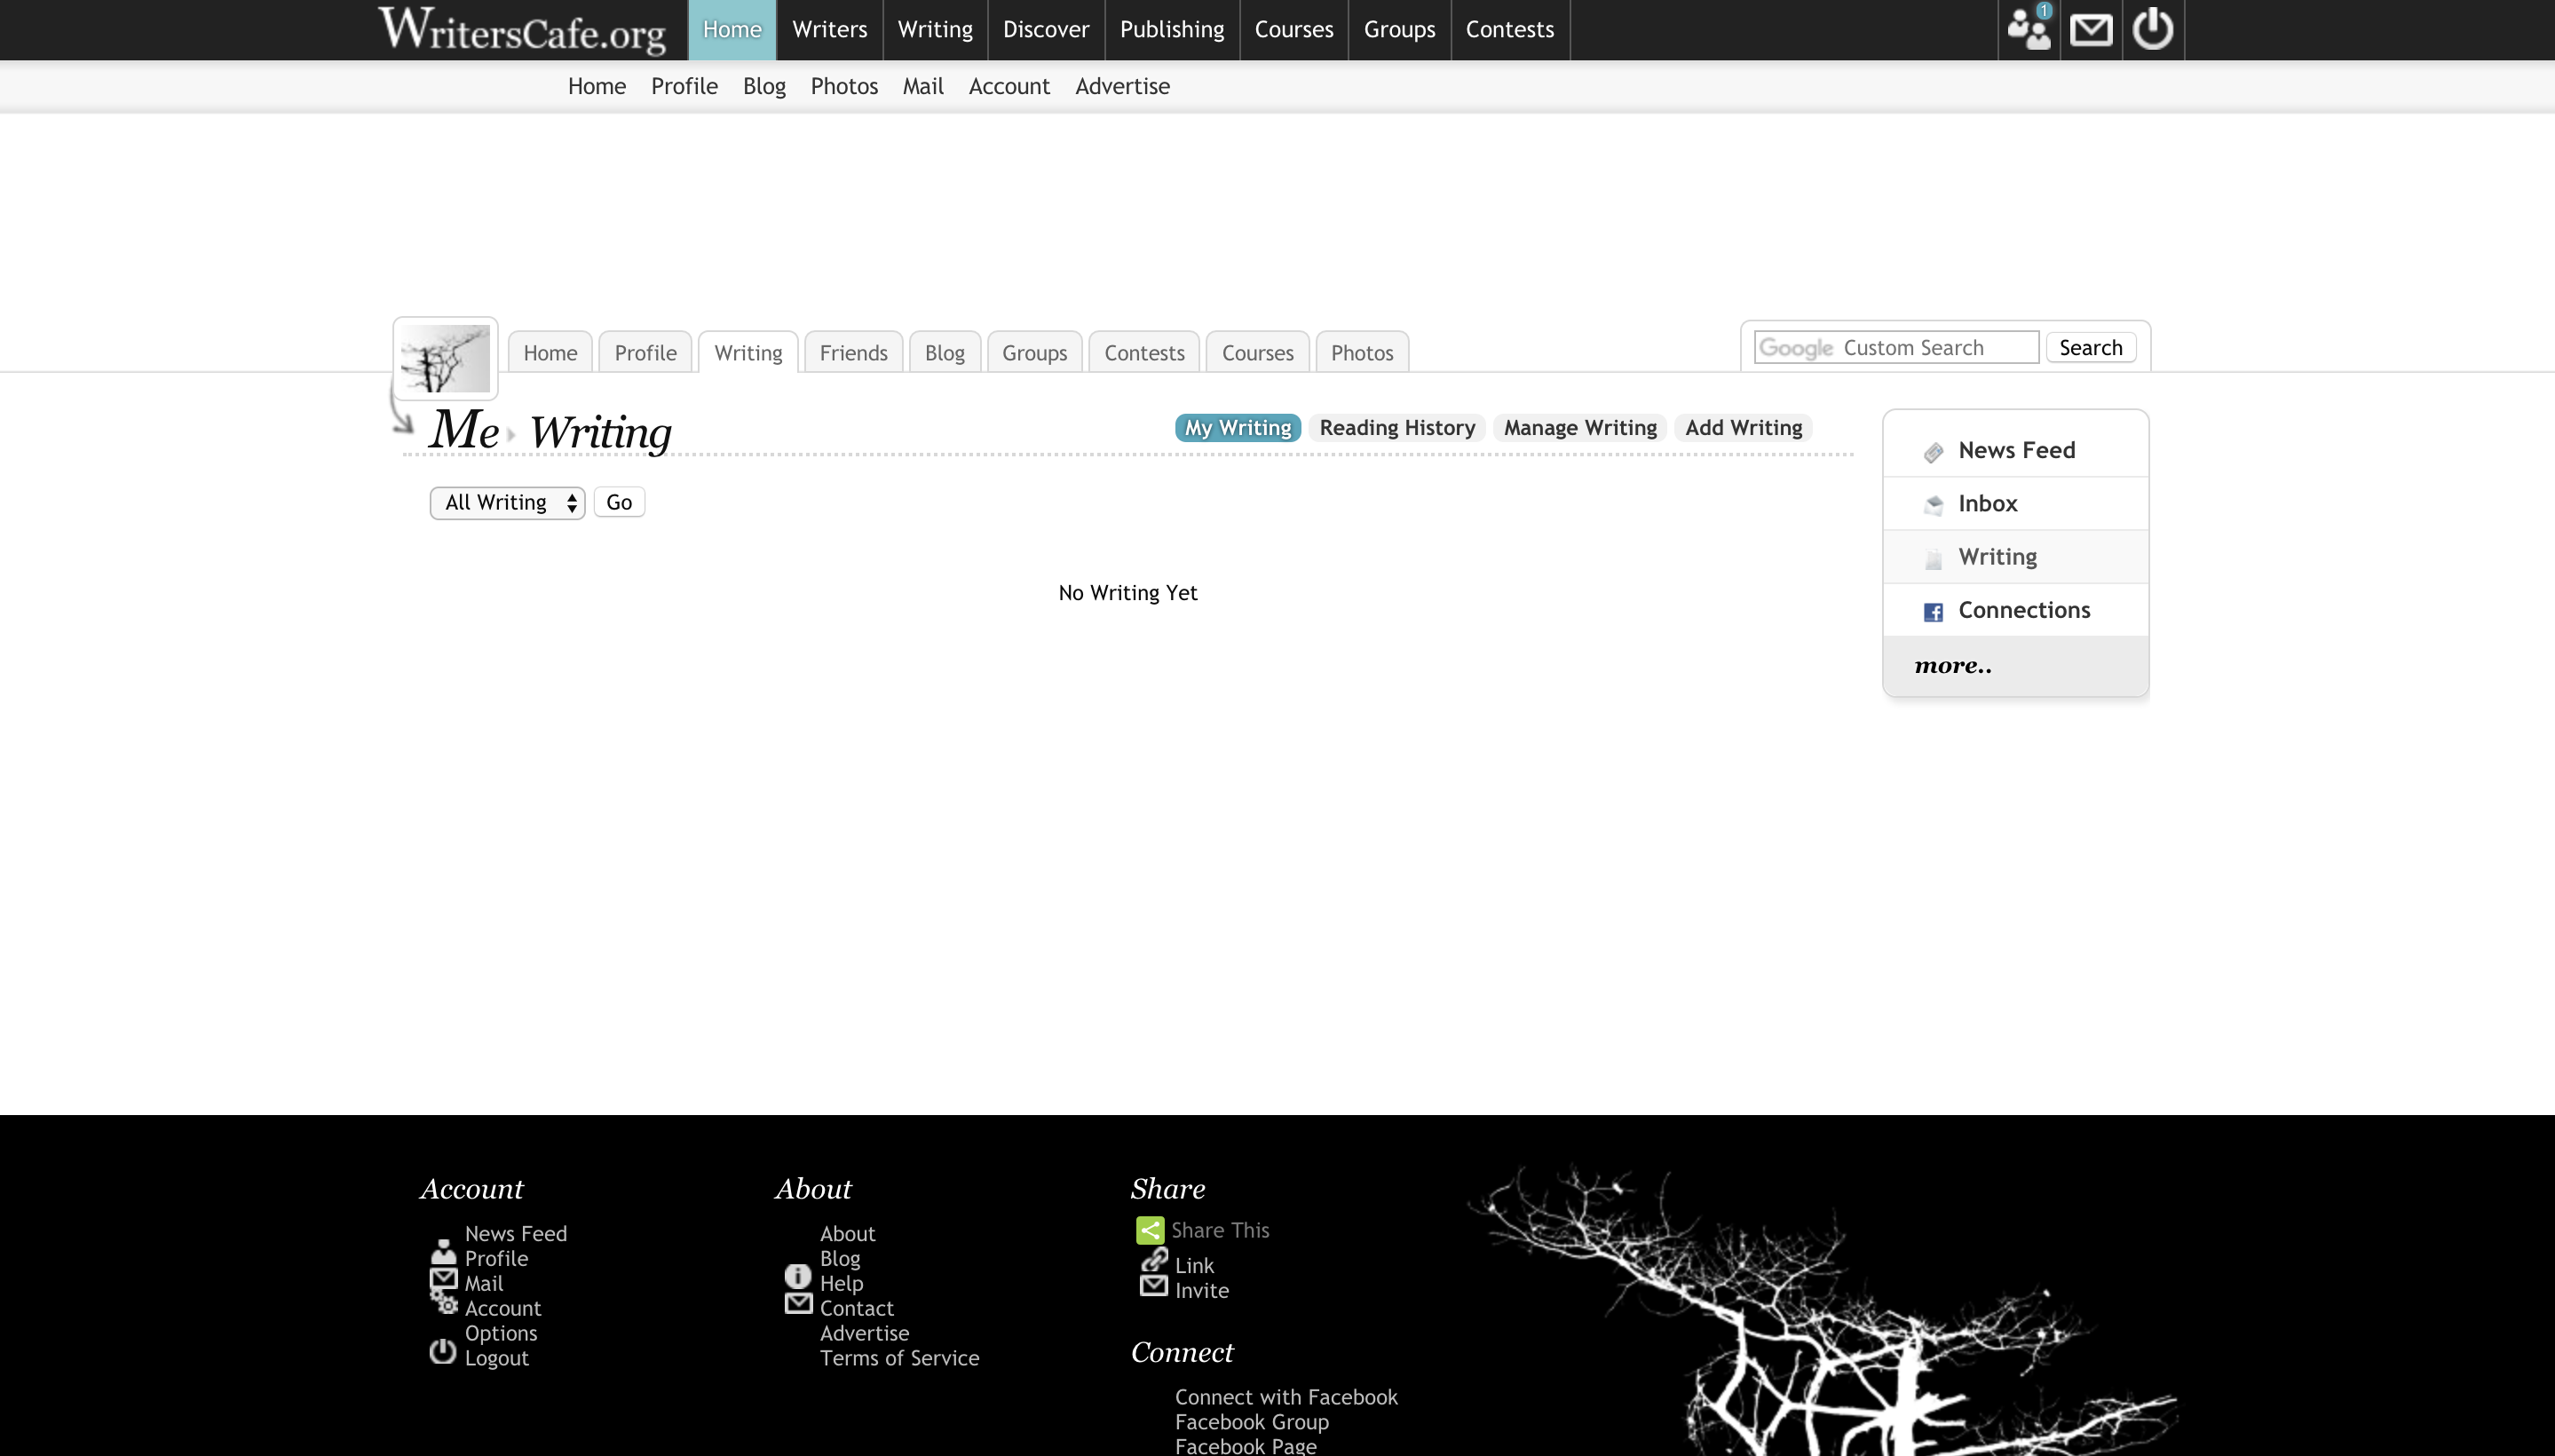 WritersCafe.org Home Writers Writing Discover Publishing Courses Groups Contests 1
Home Profile Blog Photos Mail Account Advertise
Home Profile Writing Friends Blog Groups Contests Courses Photos
Google Custom Search Search
Me Writing
My Writing Reading History Manage Writing Add Writing
All Writing Go
No Writing Yet
News Feed
Inbox
Writing
Connections
more..
Account
News Feed
Profile
Mail
Account
Options
Logout
About
About
Blog
Help
Contact
Advertise
Terms of Service
Share
Share This
Link
Invite
Connect
Connect with Facebook
Facebook Group
Facebook Page